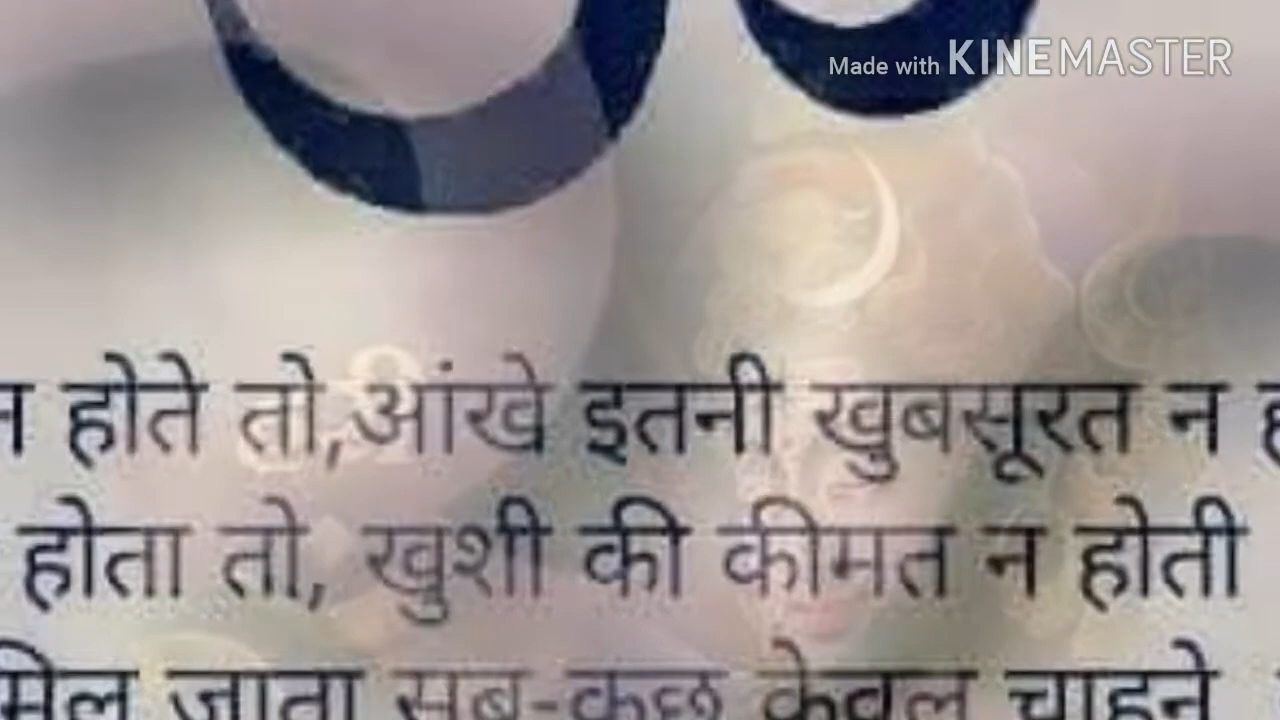 Made with KINEMASTER
न होते तो,आंखे इतनी खुबसूरत न
होता तो, खुशी की कीमत न होती
मिल जाता सब-कुछ केवल चाहने